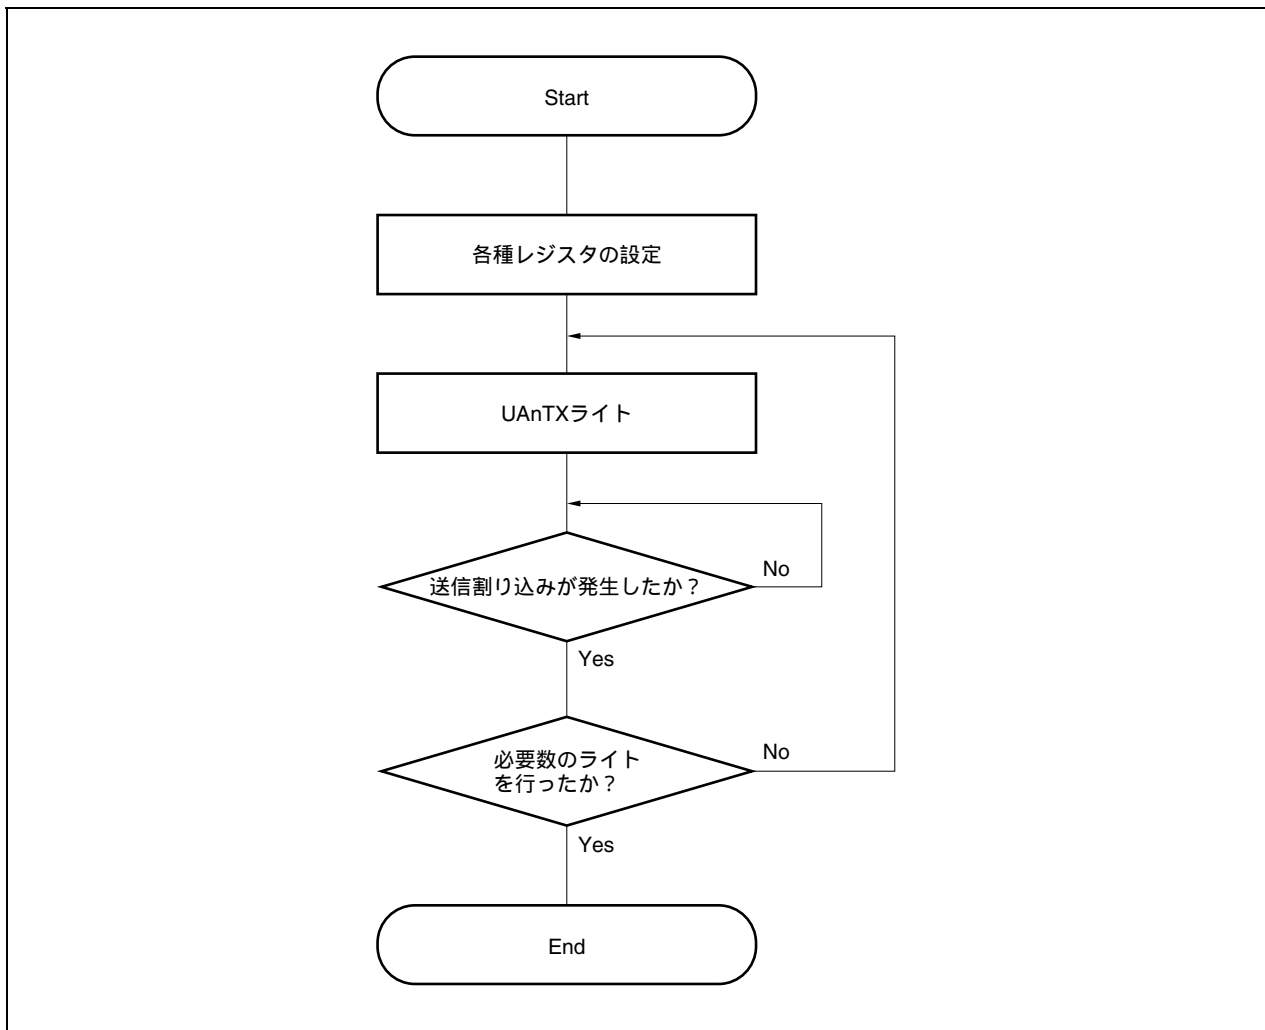 Start
各種レジスタの設定
UAnTXライト
送信割り込みが発生したか？
No
Yes
必要数のライト
を行ったか？
No
Yes
End